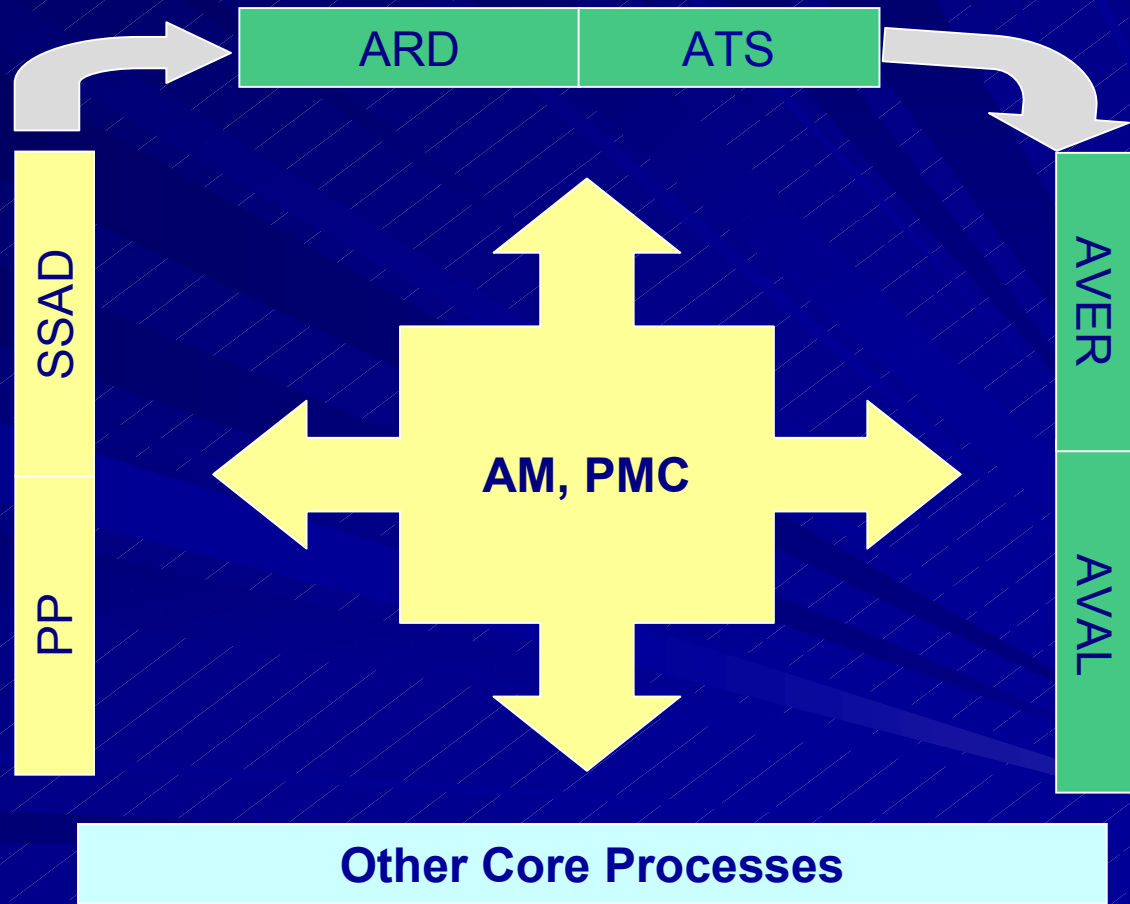 ARD
ATS
SSAD
PP
AM, PMC
AVER
AVAL
Other Core Processes